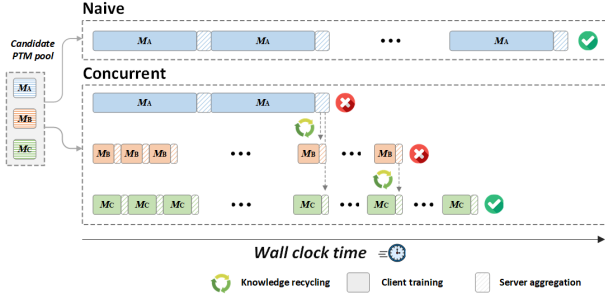 Naive
Candidate
PTM pool
MA
MB
MC
MA MA ••• MA
Concurrent
MA MA
MB MB MB ••• MB ••• MB
MC MC MC ••• MC ••• MC ••• MC
Wall clock time
Knowledge recycling Client training Server aggregation